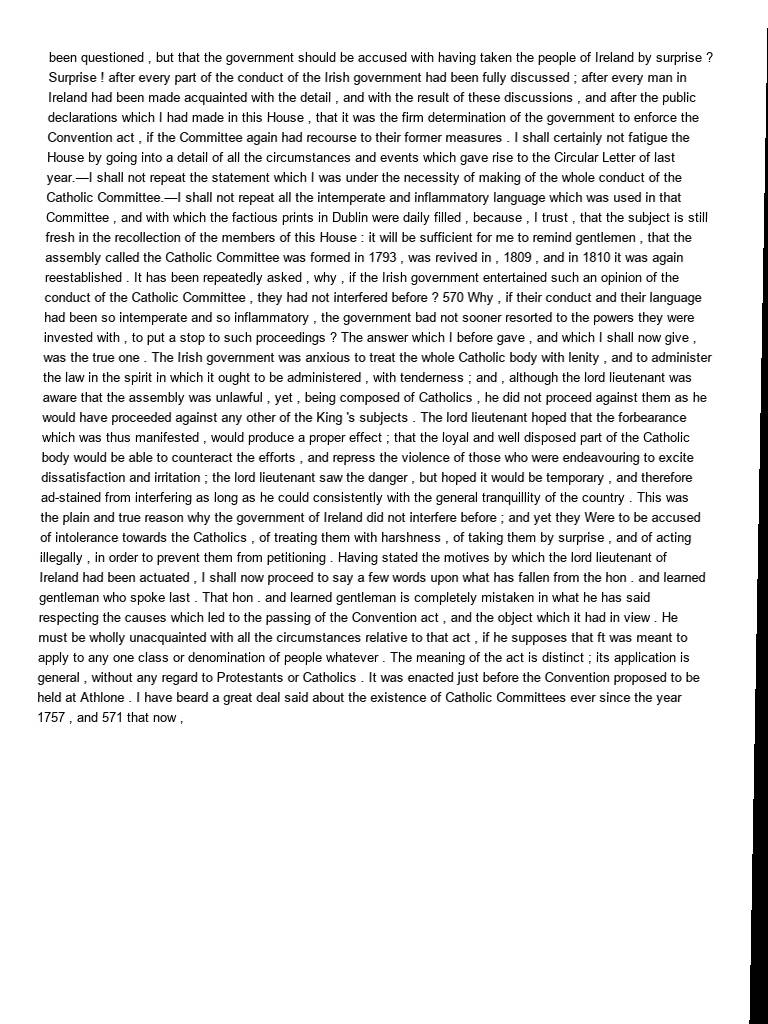 been questioned , but that the government should be accused with having taken the people of Ireland by surprise ?
Surprise ! after every part of the conduct of the Irish government had been fully discussed ; after every man in
Ireland had been made acquainted with the detail , and with the result of these discussions , and after the public
declarations which I had made in this House , that it was the firm determination of the government to enforce the
Convention act , if the Committee again had recourse to their former measures . I shall certainly not fatigue the
House by going into a detail of all the circumstances and events which gave rise to the Circular Letter of last
year.—I shall not repeat the statement which I was under the necessity of making of the whole conduct of the
Catholic Committee.—I shall not repeat all the intemperate and inflammatory language which was used in that
Committee , and with which the factious prints in Dublin were daily filled , because , I trust , that the subject is still
fresh in the recollection of the members of this House : it will be sufficient for me to remind gentlemen , that the
assembly called the Catholic Committee was formed in 1793 , was revived in , 1809 , and in 1810 it was again
reestablished . It has been repeatedly asked , why , if the Irish government entertained such an opinion of the
conduct of the Catholic Committee , they had not interfered before ? 570 Why , if their conduct and their language
had been so intemperate and so inflammatory , the government bad not sooner resorted to the powers they were
invested with , to put a stop to such proceedings ? The answer which I before gave , and which I shall now give ,
was the true one . The Irish government was anxious to treat the whole Catholic body with lenity , and to administer
the law in the spirit in which it ought to be administered , with tenderness ; and , although the lord lieutenant was
aware that the assembly was unlawful , yet , being composed of Catholics , he did not proceed against them as he
would have proceeded against any other of the King 's subjects . The lord lieutenant hoped that the forbearance
which was thus manifested , would produce a proper effect ; that the loyal and well disposed part of the Catholic
body would be able to counteract the efforts , and repress the violence of those who were endeavouring to excite
dissatisfaction and irritation ; the lord lieutenant saw the danger , but hoped it would be temporary , and therefore
ad-stained from interfering as long as he could consistently with the general tranquillity of the country . This was
the plain and true reason why the government of Ireland did not interfere before ; and yet they Were to be accused
of intolerance towards the Catholics , of treating them with harshness , of taking them by surprise , and of acting
illegally , in order to prevent them from petitioning . Having stated the motives by which the lord lieutenant of
Ireland had been actuated , I shall now proceed to say a few words upon what has fallen from the hon . and learned
gentleman who spoke last . That hon . and learned gentleman is completely mistaken in what he has said
respecting the causes which led to the passing of the Convention act , and the object which it had in view . He
must be wholly unacquainted with all the circumstances relative to that act , if he supposes that ft was meant to
apply to any one class or denomination of people whatever . The meaning of the act is distinct ; its application is
general , without any regard to Protestants or Catholics . It was enacted just before the Convention proposed to be
held at Athlone . I have beard a great deal said about the existence of Catholic Committees ever since the year
1757 , and 571 that now ,